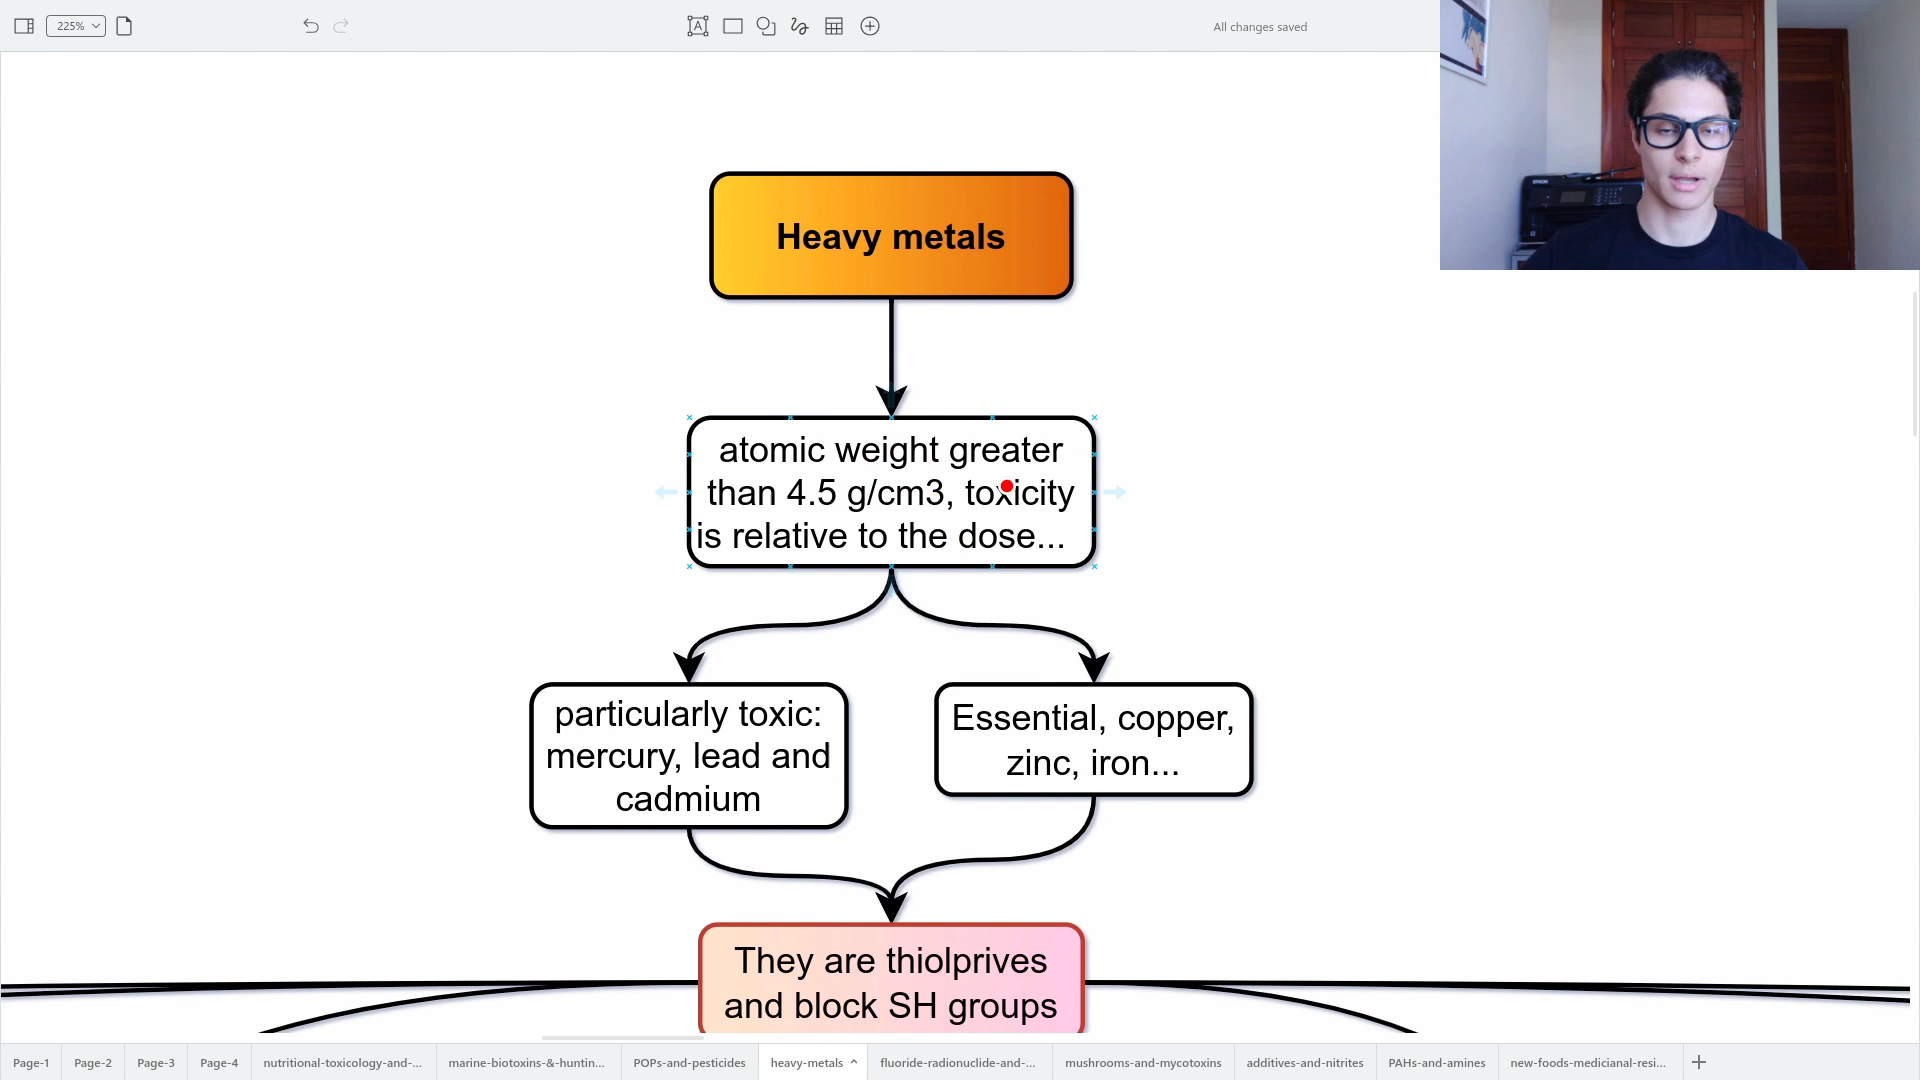 225%
All changes saved
EPSON
Heavy metals
atomic weight greater
than 4.5 g/cm3, toxicity
is relative to the dose...
particularly toxic:
mercury, lead and
cadmium
Essential, copper,
zinc, iron...
They are thiolprives
and block SH groups
Page-1
Page-2
Page-3
Page-4
nutritional-toxicology-and-...
marine-biotoxins-&-huntin...
POPs-and-pesticides
heavy-metals
fluoride-radionuclide-and-...
mushrooms-and-mycotoxins
additives-and-nitrites
PAHs-and-amines
new-foods-medicianal-resi...